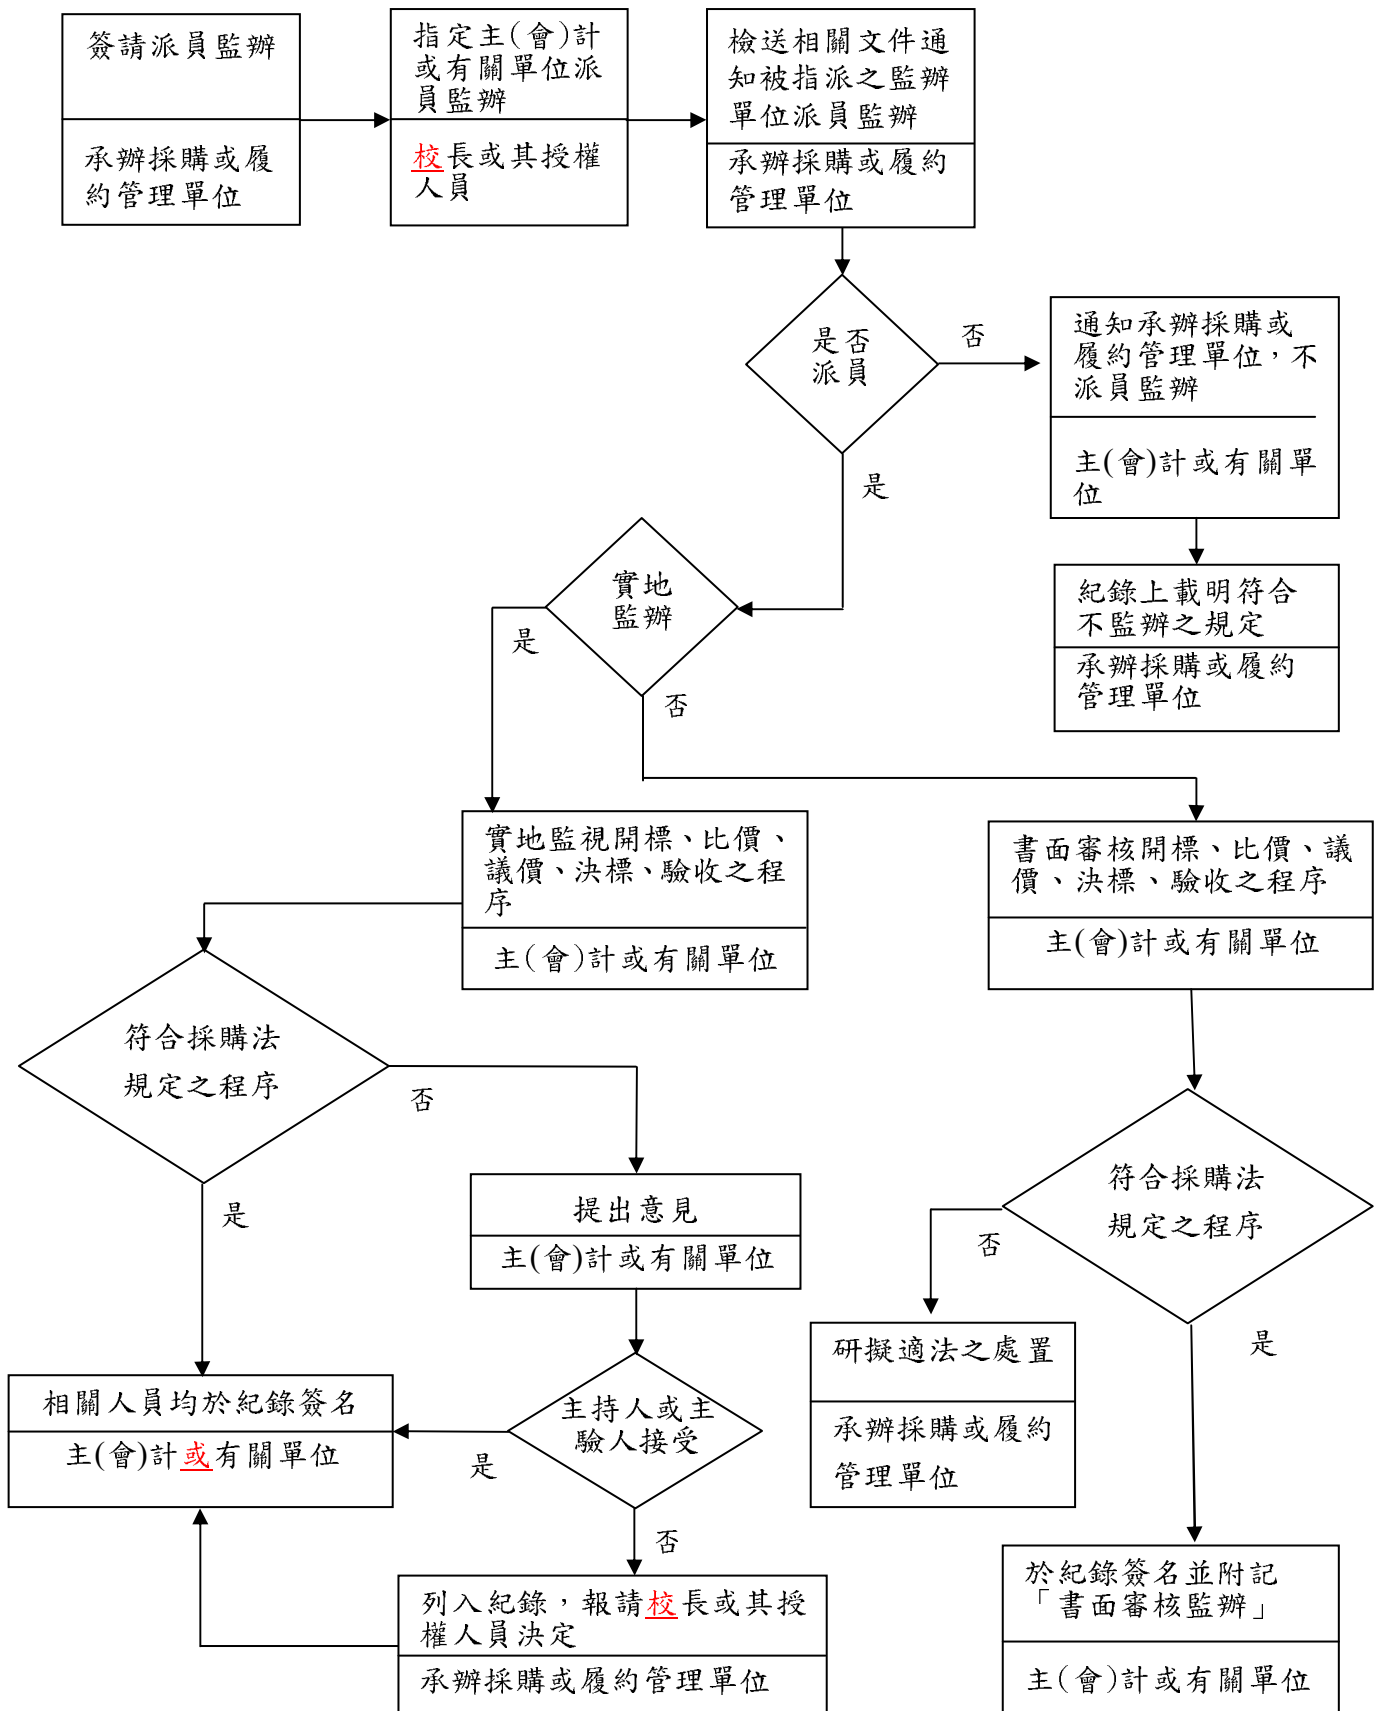 簽請派員監辦
承辦採購或履
約管理單位
指定主(會)計
或有關單位派
員監辦
校長或其授權
人員
檢送相關文件通
知被指派之監辦
單位派員監辦
承辦採購或履約
管理單位
是否
派員
否
是
通知承辦採購或
履約管理單位，不
派員監辦
主(會)計或有關單
位
紀錄上載明符合
不監辦之規定
承辦採購或履約
管理單位
實地
監辦
是
否
實地監視開標、比價、
議價、決標、驗收之程
序
主(會)計或有關單位
書面審核開標、比價、議
價、決標、驗收之程序
主(會)計或有關單位
符合採購法
規定之程序
否
是
提出意見
主(會)計或有關單位
符合採購法
規定之程序
否
是
研擬適法之處置
承辦採購或履約
管理單位
相關人員均於紀錄簽名
主(會)計或有關單位
主持人或主
驗人接受
是
否
列入紀錄，報請校長或其授
權人員決定
承辦採購或履約管理單位
於紀錄簽名並附記
「書面審核監辦」
主(會)計或有關單位